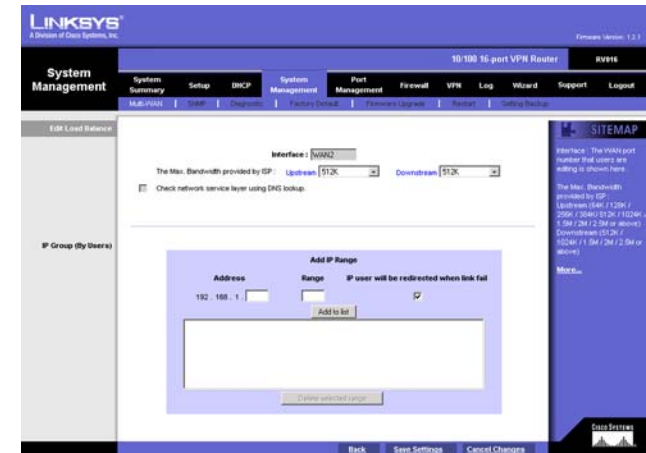 LINKSYS®
A Division of Cisco Systems, Inc.
Firmware Version: 1.3.1
10/100 16-port VPN Router RV016
System Management
System Summary Setup DHCP System Management Port Management Firewall VPN Log Wizard Support Logout
Multi-WAN | SNMP | Diagnostic | Factory Default | Firmware Upgrade | Restart | Setting Backup
Edit Load Balance
SITEMAP
Interface : WAN2
The Max. Bandwidth provided by ISP : Upstream 512K Downstream 512K
Check network service layer using DNS lookup.
Interface : The WAN port
number that users are
editing is shown here.
The Max. Bandwidth
provided by ISP :
Upstream (64K / 128K /
256K / 384K / 512K / 1024K /
1.5M / 2M / 2.5M or above)
Downstream (512K /
1024K / 1.5M / 2M / 2.5M or
above)
More...
IP Group (By Users)
Add IP Range
Address Range IP user will be redirected when link fail
192 . 168 . 1 .
Add to list
Delete selected range
Back Save Settings Cancel Changes
CISCO SYSTEMS